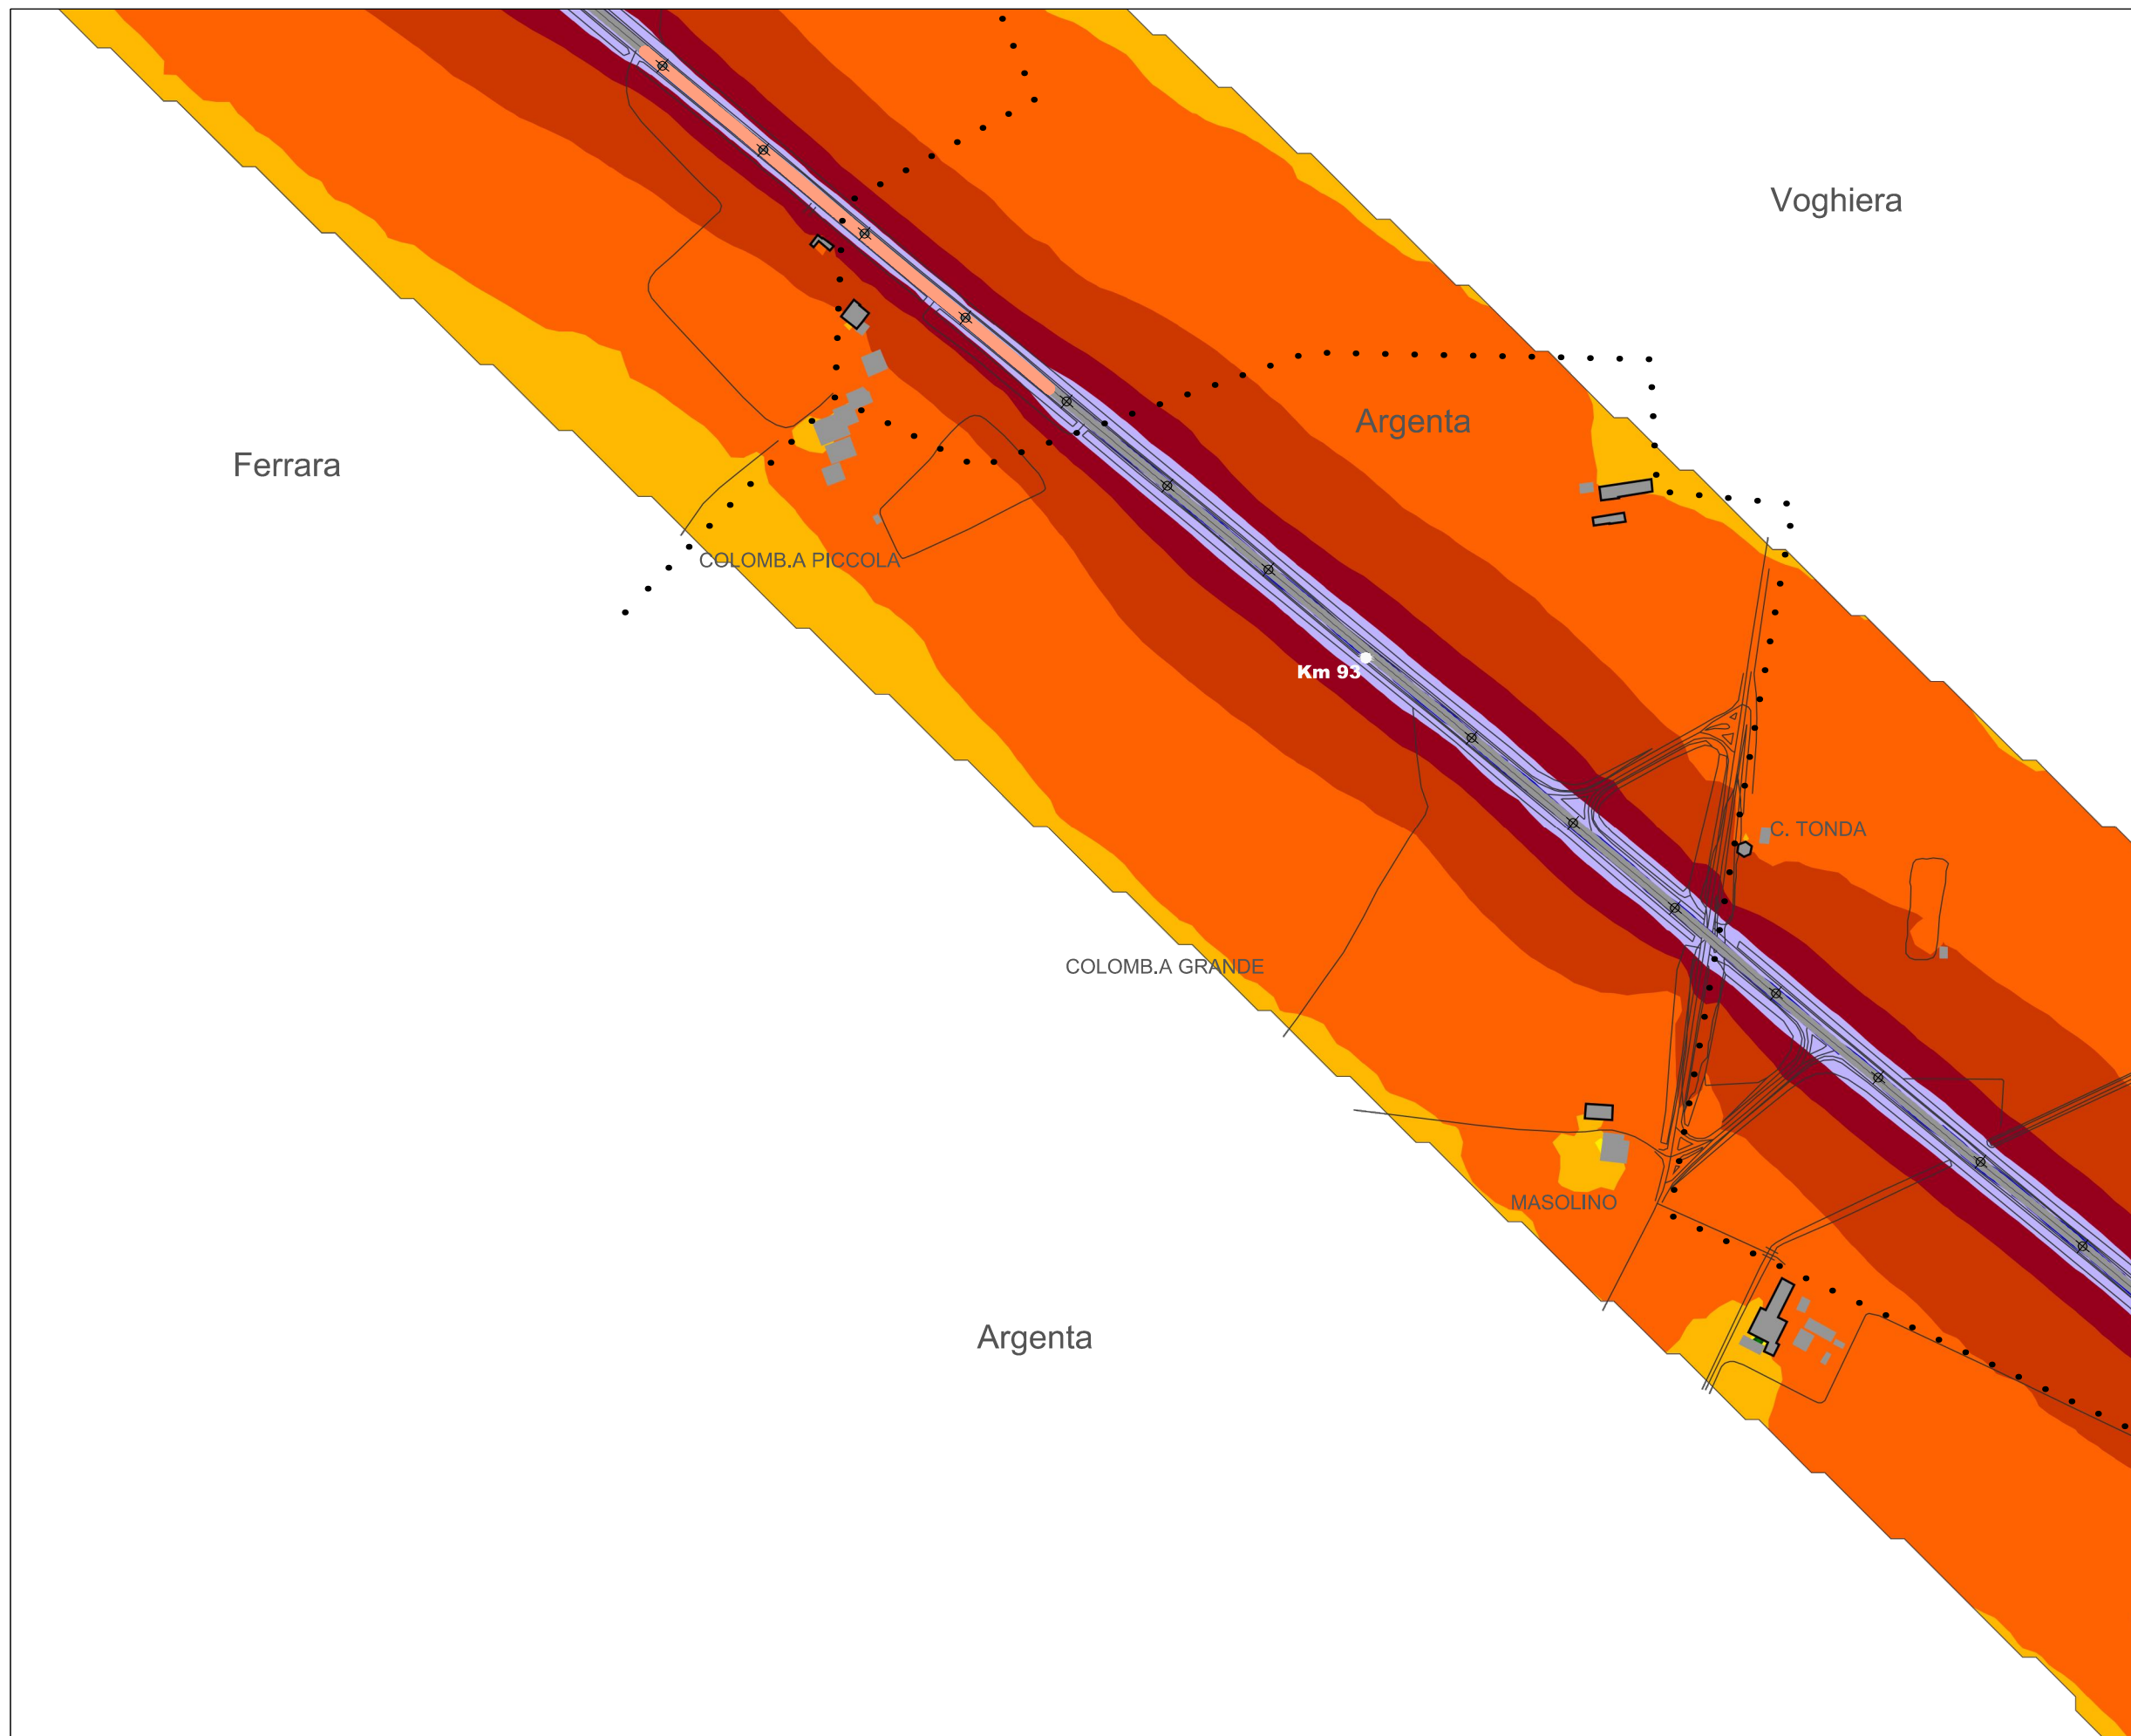 Voghiera
Argenta
Ferrara
COLOMB.A PICCOLA
Km 93
C. TONDA
COLOMB.A GRANDE
MASOLINO
Argenta